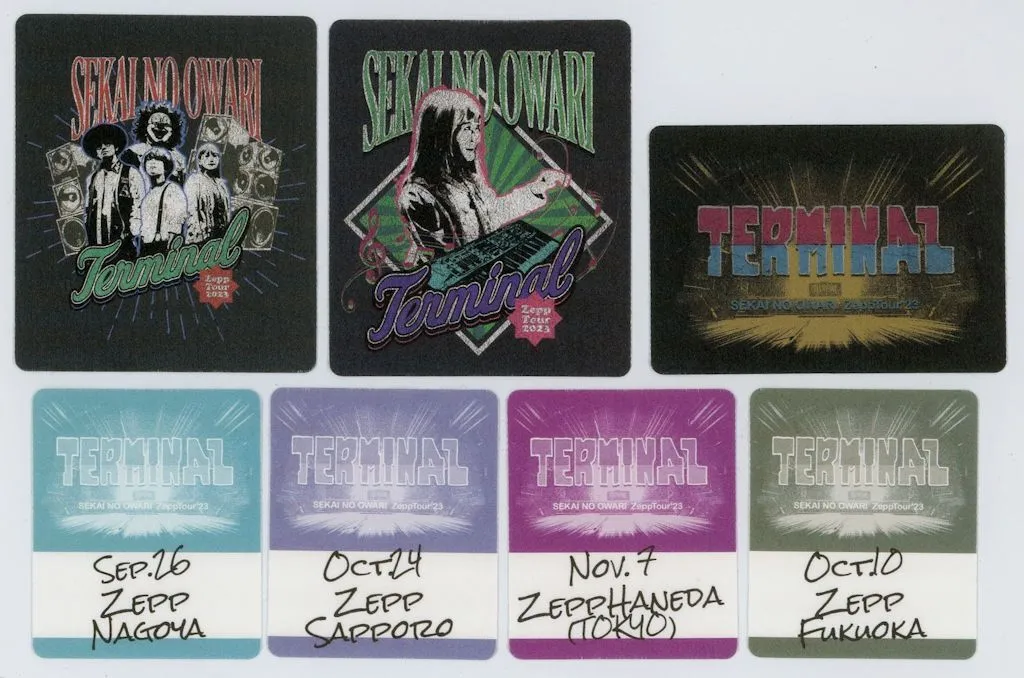 SEKAI NO OWARI
Terminal
Zepp
Tour
2023
SEKAI NO OWARI
Terminal
Zepp
Tour
2023
TERMINAL
SEKAI NO OWARI ZeppTour'23
TERMINAL
SEKAI NO OWARI ZeppTour'23
SEP.26
ZEPP
NAGOYA
TERMINAL
SEKAI NO OWARI ZeppTour'23
OCT.24
ZEPP
SAPPORO
TERMINAL
SEKAI NO OWARI ZeppTour'23
NOV. 7
ZEPP HANEDA
(TOKYO)
TERMINAL
SEKAI NO OWARI ZeppTour'23
OCT.10
ZEPP
FUKUOKA